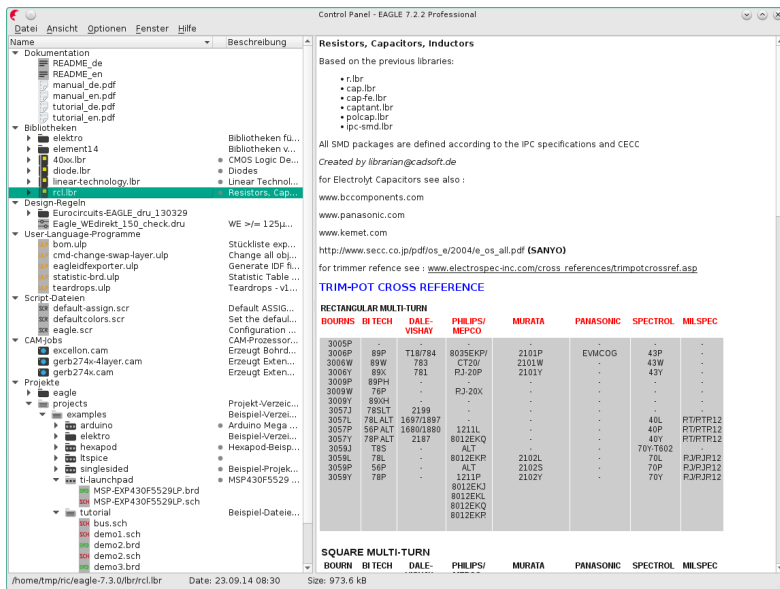 Control Panel - EAGLE 7.2.2 Professional
Datei Ansicht Optionen Fenster Hilfe
Name Beschreibung
Dokumentation
README_de
README_en
manual_de.pdf
manual_en.pdf
tutorial_de.pdf
tutorial_en.pdf
Bibliotheken
elektro Bibliotheken fü...
element14 Bibliotheken v...
40xx.lbr CMOS Logic De...
diode.lbr Diodes
linear-technology.lbr Linear Technol...
rcl.lbr Resistors, Cap...
Design-Regeln
Eurocircuits-EAGLE_dru_130329
Eagle_WEdirekt_150_check.dru WE >/= 125µ...
User-Language-Programme
bom.ulp Stückliste exp...
cmd-change-swap-layer.ulp Change all obj...
eagleidfexporter.ulp Generate IDF fi...
statistic-brd.ulp Statistic Table ...
teardrops.ulp Teardrops - v1...
Script-Dateien
default-assign.scr Default ASSIG...
defaultcolors.scr Set the defaul...
eagle.scr Configuration ...
CAM-Jobs CAM-Prozessor...
excellon.cam Erzeugt Bohrd...
gerb274x-4layer.cam Erzeugt Exten...
gerb274x.cam Erzeugt Exten...
Projekte
eagle
projects Projekt-Verzeic...
examples Beispiel-Verzei...
arduino Arduino Mega ...
elektro Beispiel-Verzei...
hexapod Hexapod-Beisp...
ltspice
singlesided Beispiel-Projek...
ti-launchpad MSP430F5529 ...
MSP-EXP430F5529LP.brd
MSP-EXP430F5529LP.sch
tutorial Beispiel-Dateie...
bus.sch
demo1.sch
demo2.brd
demo2.sch
demo3.brd
Resistors, Capacitors, Inductors
Based on the previous libraries:
• r.lbr
• cap.lbr
• cap-fe.lbr
• captant.lbr
• polcap.lbr
• ipc-smd.lbr
All SMD packages are defined according to the IPC specifications and CECC
Created by librarian@cadsoft.de
for Electrolyt Capacitors see also :
www.bccomponents.com
www.panasonic.com
www.kemet.com
http://www.secc.co.jp/pdf/os_e/2004/e_os_all.pdf (SANYO)
for trimmer refence see : www.electrospec-inc.com/cross_references/trimpotcrossref.asp
TRIM-POT CROSS REFERENCE
RECTANGULAR MULTI-TURN
BOURNS BI TECH DALE-VISHAY PHILIPS/MEPCO MURATA PANASONIC SPECTROL MILSPEC
3005P - - - - - - -
3006P 89P T18/784 8035EKP/ 2101P EVMCOG 43P -
3006W 89W 783 CT20/ 2101W - 43W -
3006Y 89X 781 RJ-20P 2101Y - 43Y -
3009P 89PH - - - - - -
3009W 76P - RJ-20X - - - -
3009Y 89XH - - - - - -
3057J 78SLT 2199 - - - -
3057L 78L ALT 1697/1897 - - 40L RT/RTR12
3057P 56P ALT 1680/1880 1211L - - 40P RT/RTR12
3057Y 78P ALT 2187 8012EKQ - - 40Y RT/RTR12
3059J T8S - ALT - - 70Y-T602 -
3059L 78L - 8012EKR 2102L - 70L RJ/RJR12
3059P 56P - ALT 2102S - 70P RJ/RJR12
3059Y 78P - 1211P 2102Y - 70Y RJ/RJR12
8012EKJ
8012EKL
8012EKQ
8012EKR
SQUARE MULTI-TURN
BOURN BI TECH DALE- PHILIPS/ MURATA PANASONIC SPECTROL MILSPEC
/home/tmp/ric/eagle-7.3.0/lbr/rcl.lbr Date: 23.09.14 08:30 Size: 973.6 kB